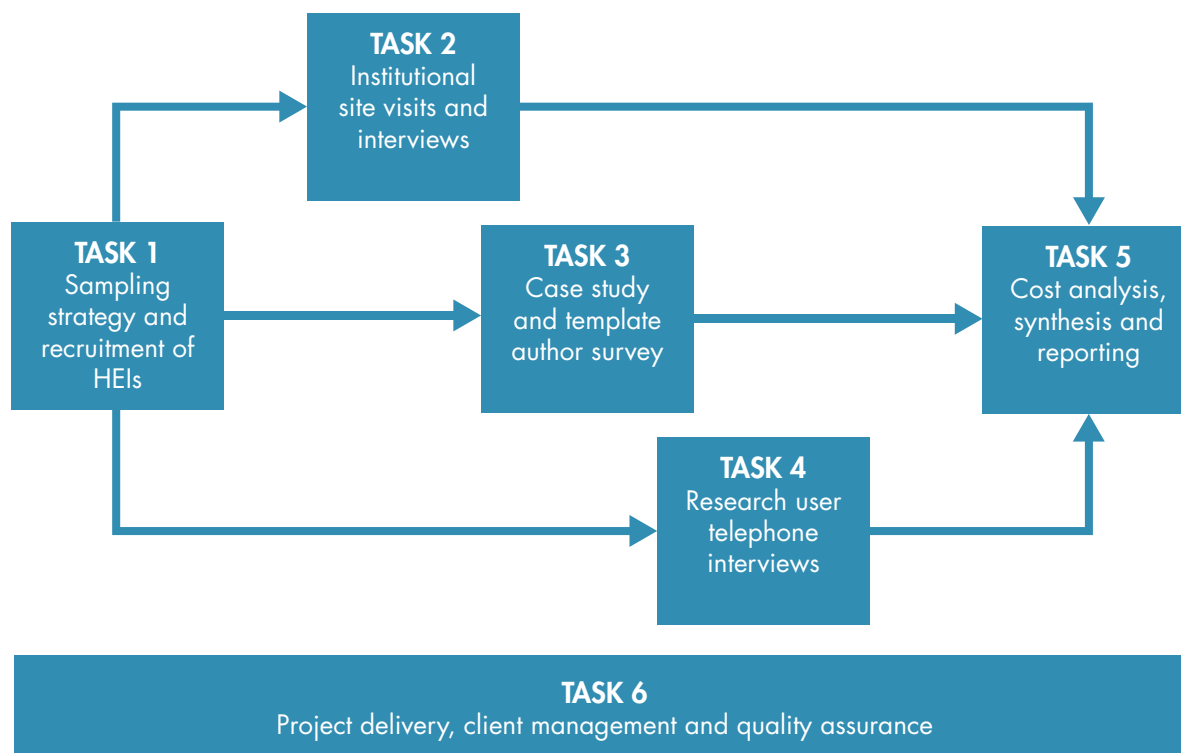 TASK 2
Institutional
site visits and
interviews
TASK 1
Sampling
strategy and
recruitment of
HEIs
TASK 3
Case study
and template
author survey
TASK 5
Cost analysis,
synthesis and
reporting
TASK 4
Research user
telephone
interviews
TASK 6
Project delivery, client management and quality assurance